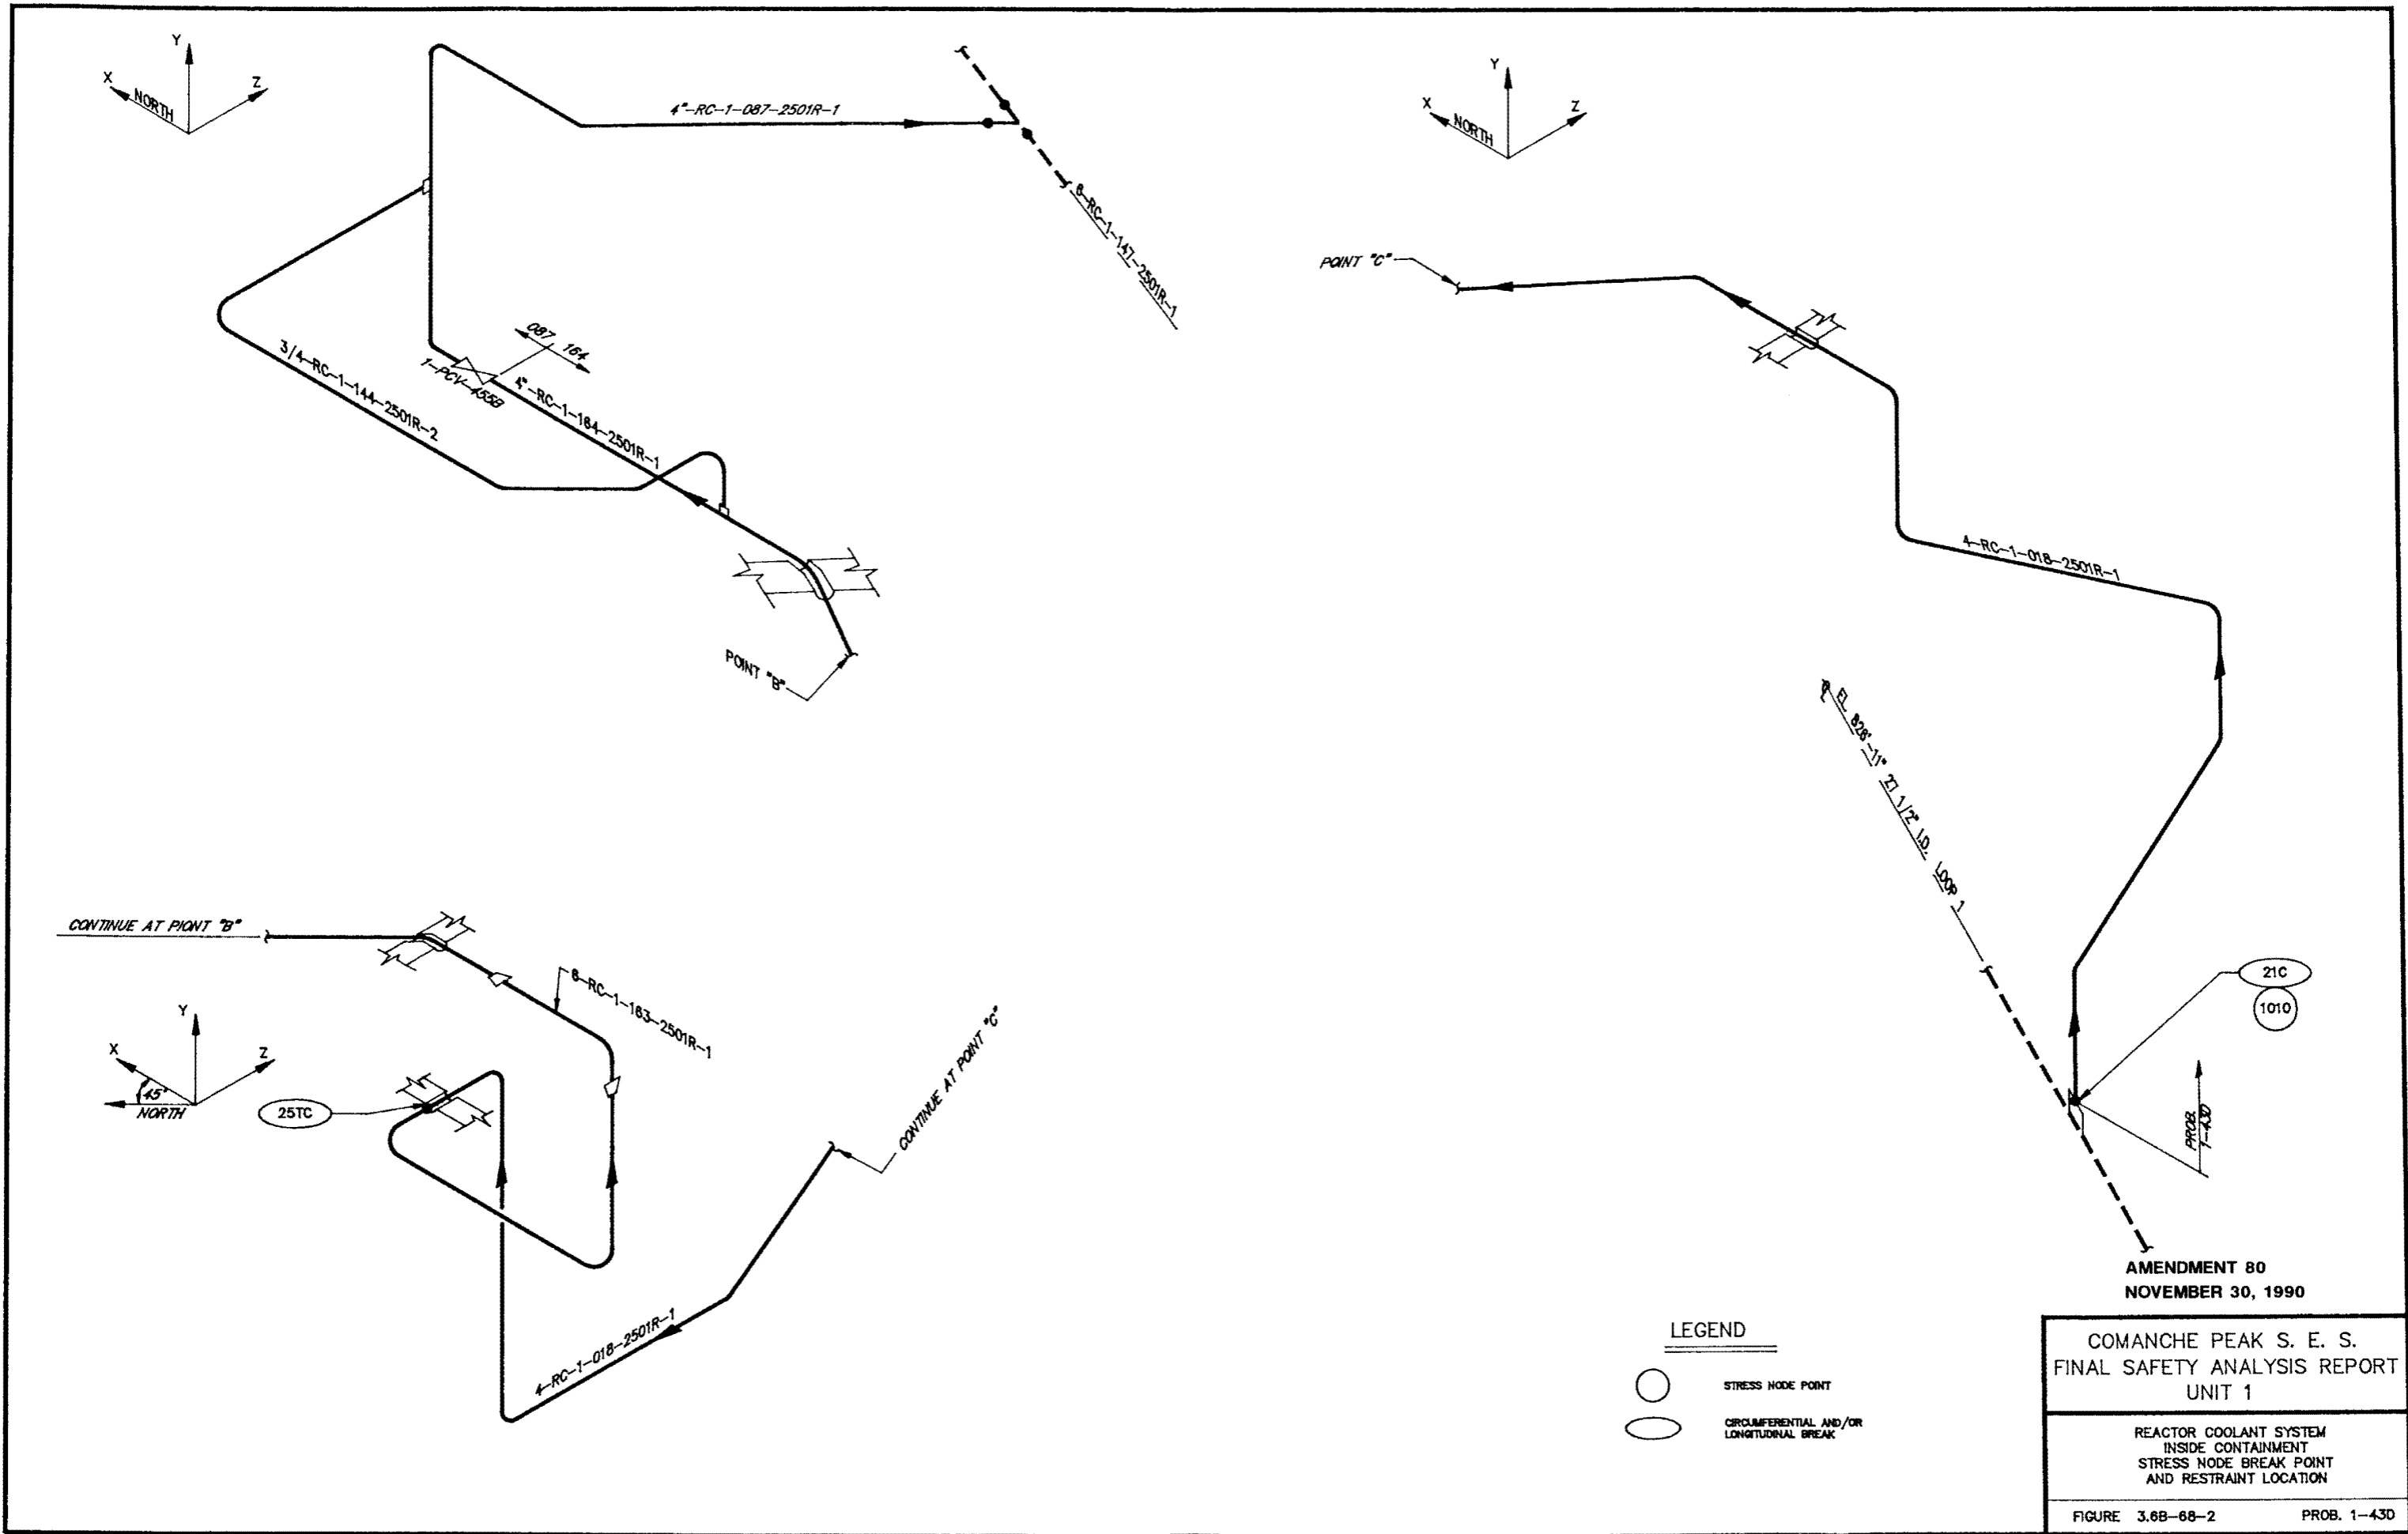 Y
X
Z
NORTH
4"-RC-1-087-2501R-1
6-RC-1-147-2501R-1
3/4-RC-1-144-2501R-2
087 164
1-PCV-455B
4"-RC-1-164-2501R-1
POINT "B"
Y
X
Z
NORTH
POINT "C"
4-RC-1-018-2501R-1
EL 826'-11" 27 1/2" I.D. LOOP 1
21C
1010
PROB.
1-43D
CONTINUE AT PIONT "B"
6-RC-1-163-2501R-1
Y
X
Z
45°
NORTH
25TC
CONTINUE AT POINT "C"
4-RC-1-018-2501R-1
AMENDMENT 80
NOVEMBER 30, 1990
LEGEND
STRESS NODE POINT
CIRCUMFERENTIAL AND/OR
LONGITUDINAL BREAK
COMANCHE PEAK S. E. S.
FINAL SAFETY ANALYSIS REPORT
UNIT 1
REACTOR COOLANT SYSTEM
INSIDE CONTAINMENT
STRESS NODE BREAK POINT
AND RESTRAINT LOCATION
FIGURE 3.6B-68-2 PROB. 1-43D